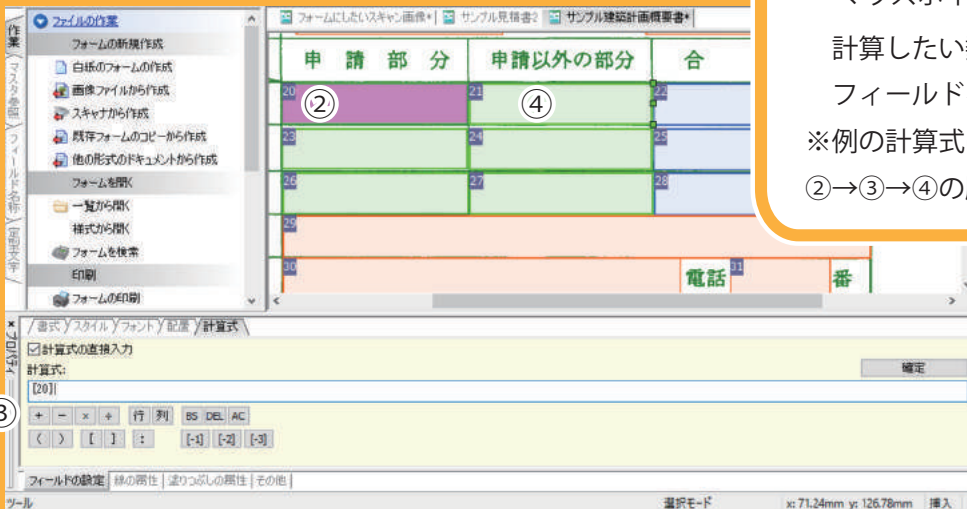 マウスポイ
計算したい
フィールド
※例の計算式
②→③→④の
作業
マスタ参照
フィールド名称
定型文字
ファイルの作業
フォームの新規作成
白紙のフォームの作成
画像ファイルから作成
スキャナから作成
既存フォームのコピーから作成
他の形式のドキュメントから作成
フォームを開く
一覧から開く
様式から開く
フォームを検索
印刷
フォームの印刷
フォームにしたいスキャン画像* サンプル見積書2 サンプル建築計画概要書*
申請部分 申請以外の部分 合
20 ② 21 ④ 22
23 24 25
26 27 28
29
30 電話 31 番
プロパティ
書式 スタイル フォント 配置 計算式
計算式の直接入力
計算式:
確定
[20]
③
+ - × ÷ 行 列 BS DEL AC
( ) [ ] : [-1] [-2] [-3]
フィールドの設定 線の属性 塗りつぶしの属性 その他
ツール 選択モード x: 71.24mm y: 126.78mm 挿入